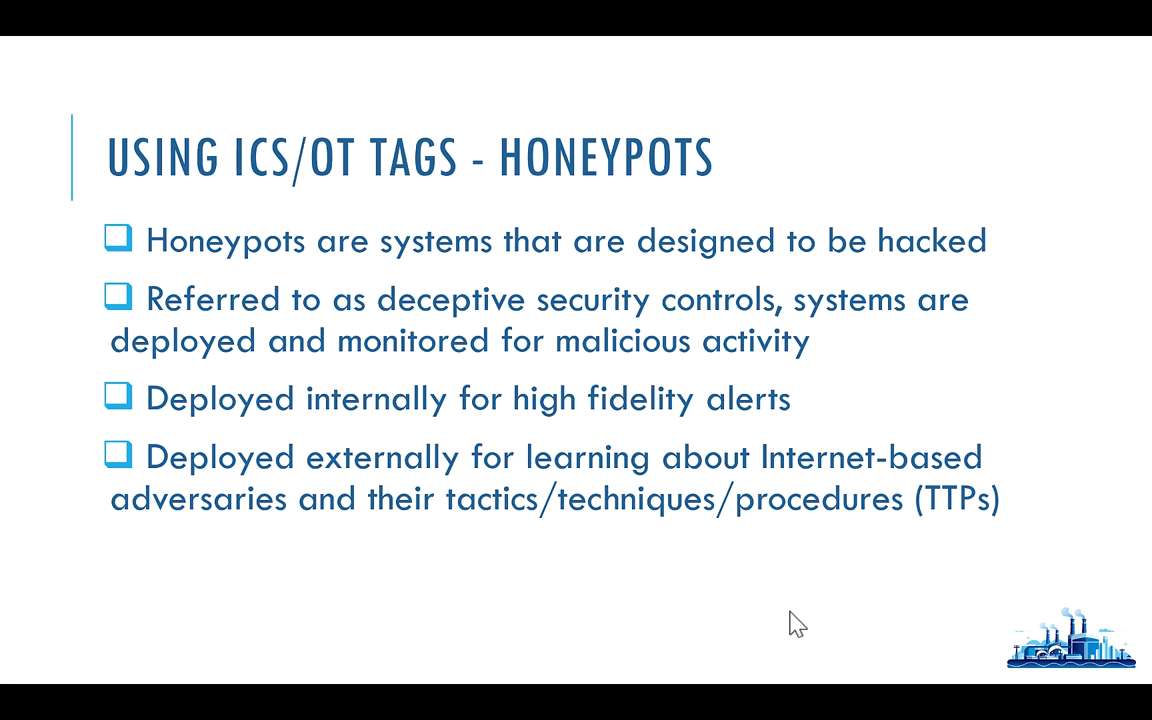 USING ICS/OT TAGS - HONEYPOTS
Honeypots are systems that are designed to be hacked
Referred to as deceptive security controls, systems are
deployed and monitored for malicious activity
Deployed internally for high fidelity alerts
Deployed externally for learning about Internet-based
adversaries and their tactics/techniques/procedures (TTPs)